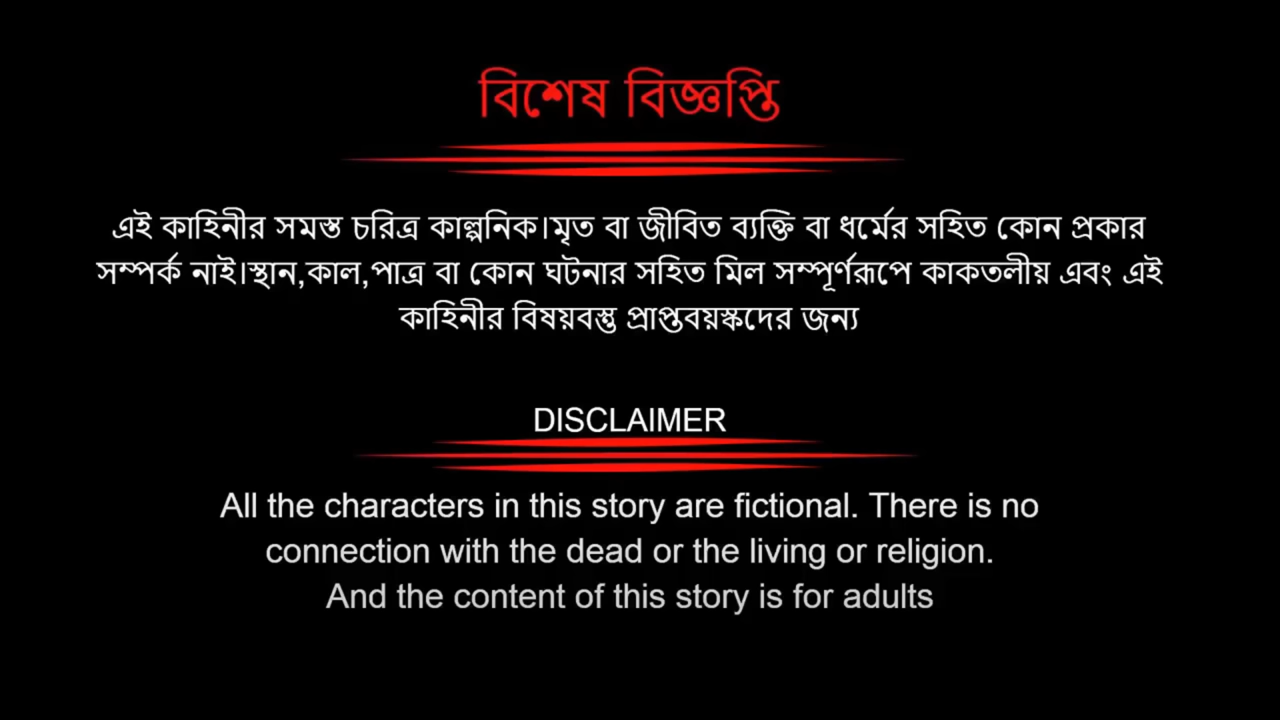 বিশেষ বিজ্ঞপ্তি
এই কাহিনীর সমস্ত চরিত্র কাল্পনিক।মৃত বা জীবিত ব্যক্তি বা ধর্মের সহিত কোন প্রকার
সম্পর্ক নাই।স্থান,কাল,পাত্র বা কোন ঘটনার সহিত মিল সম্পূর্ণরূপে কাকতলীয় এবং এই
কাহিনীর বিষয়বস্তু প্রাপ্তবয়স্কদের জন্য
DISCLAIMER
All the characters in this story are fictional. There is no
connection with the dead or the living or religion.
And the content of this story is for adults